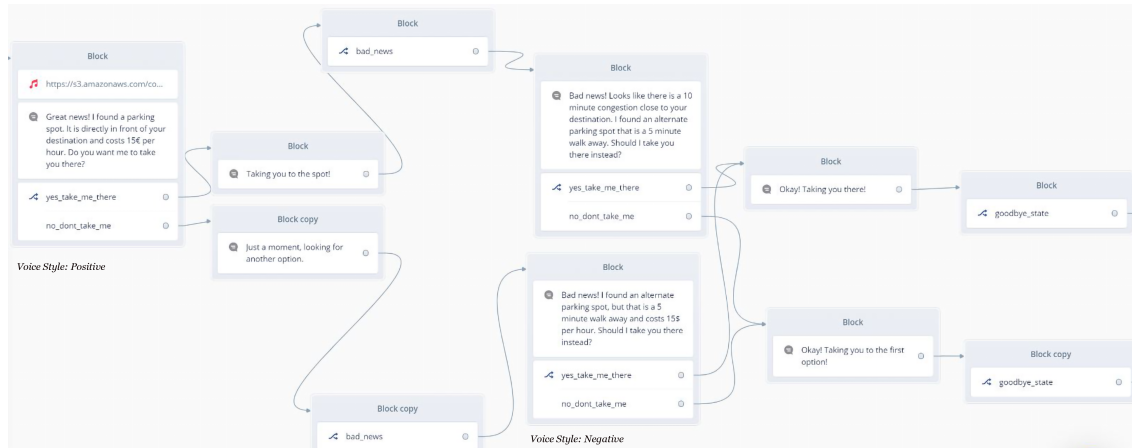 Block
https://s3.amazonaws.com/co...
Great news! I found a parking
spot. It is directly in front of your
destination and costs 15€ per
hour. Do you want me to take
you there?
yes_take_me_there
no_dont_take_me
Voice Style: Positive
Block
Taking you to the spot!
Block copy
Just a moment, looking for
another option.
Block
bad_news
Block copy
bad_news
Block
Bad news! Looks like there is a 10
minute congestion close to your
destination. I found an alternate
parking spot that is a 5 minute
walk away. Should I take you
there instead?
yes_take_me_there
no_dont_take_me
Block
Bad news! I found an alternate
parking spot, but that is a 5
minute walk away and costs 15$
per hour. Should I take you there
instead?
yes_take_me_there
no_dont_take_me
Voice Style: Negative
Block
Okay! Taking you there!
Block
goodbye_state
Block
Okay! Taking you to the first
option!
Block copy
goodbye_state